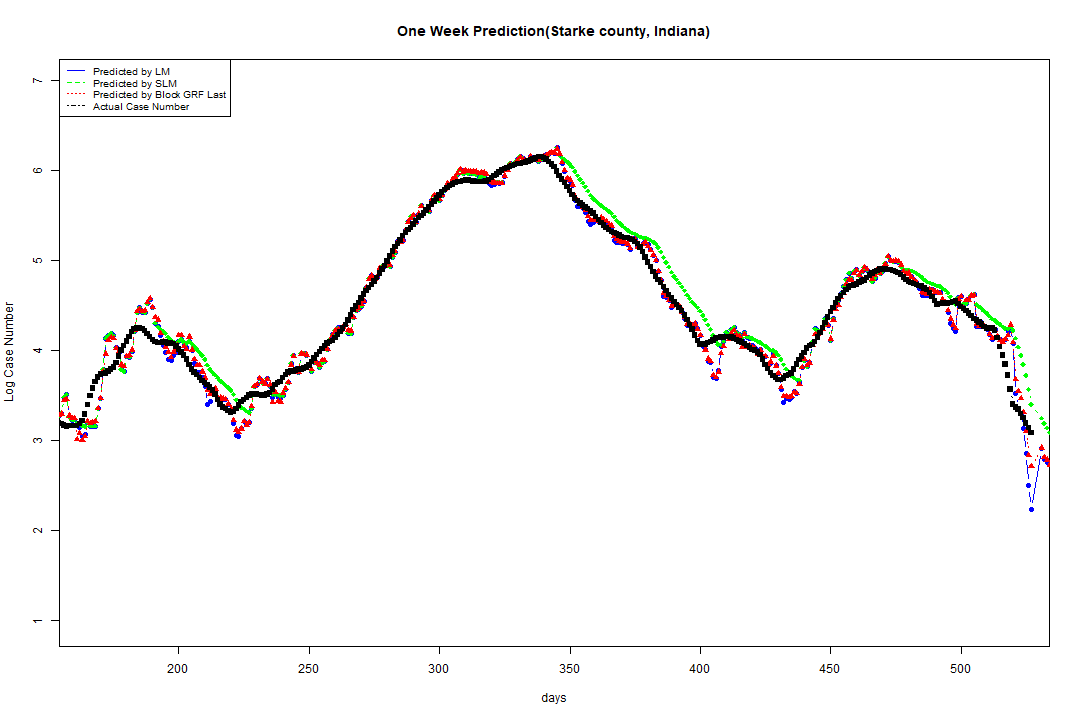 One Week Prediction(Starke county, Indiana)
Predicted by LM
Predicted by SLM
Predicted by Block GRF Last
Actual Case Number
7
6
5
4
3
2
1
Log Case Number
200 250 300 350 400 450 500
days